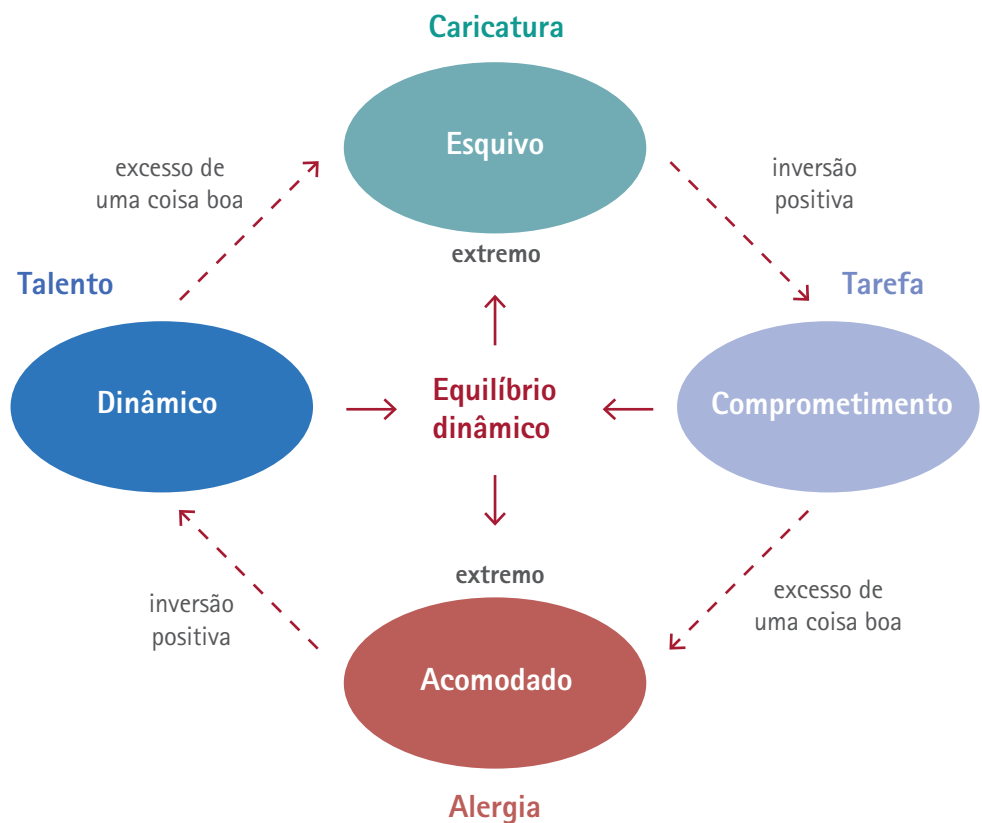 Caricatura
Esquivo
excesso de
uma coisa boa
inversão
positiva
extremo
Talento
Tarefa
Dinâmico
Equilíbrio
dinâmico
Comprometimento
extremo
inversão
positiva
excesso de
uma coisa boa
Acomodado
Alergia